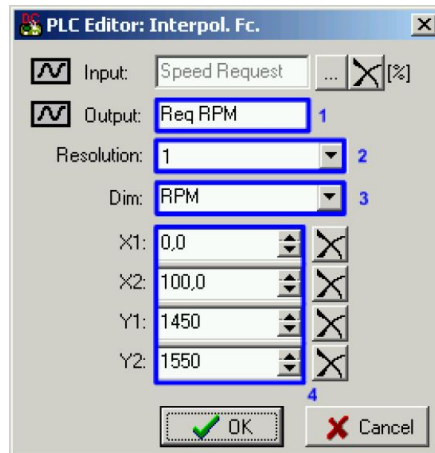 PLC Editor: Interpol. Fc.
Input: Speed Request ... [%]
Output: Req RPM 1
Resolution: 1 2
Dim: RPM 3
X1: 0,0
X2: 100,0
Y1: 1450
Y2: 1550
4
OK Cancel